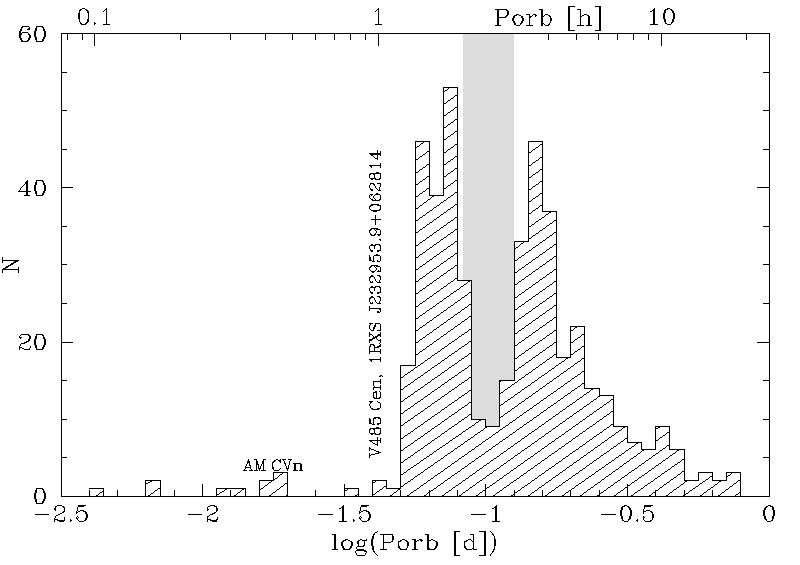 0.1 1 Porb [h] 10
60
40
20
0
N
V485 Cen, 1RXS J232953.9+062814
AM CVn
−2.5 −2 −1.5 −1 −0.5 0
log(Porb [d])